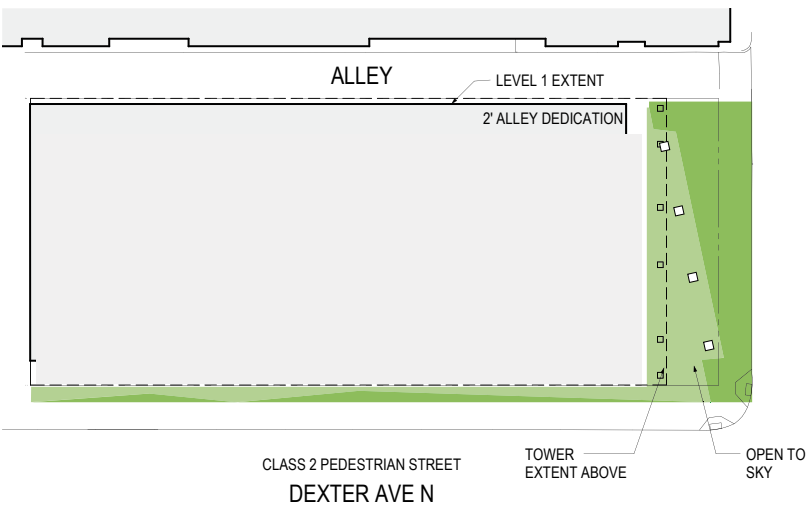 ALLEY
LEVEL 1 EXTENT
2' ALLEY DEDICATION
TOWER
EXTENT ABOVE
OPEN TO
SKY
CLASS 2 PEDESTRIAN STREET
DEXTER AVE N